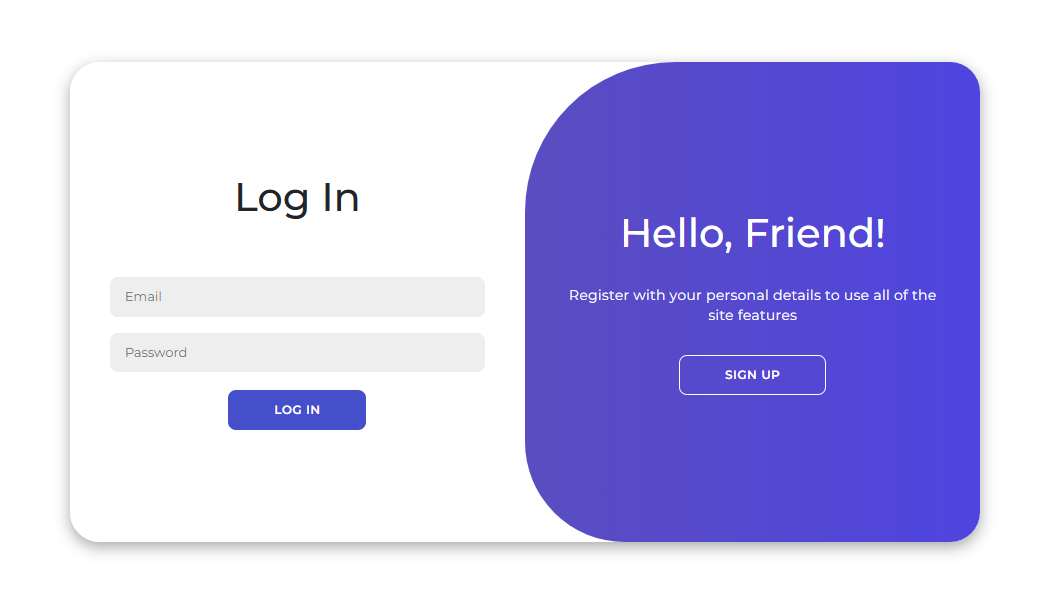 Log In
Email
Password
LOG IN
Hello, Friend!
Register with your personal details to use all of the
site features
SIGN UP